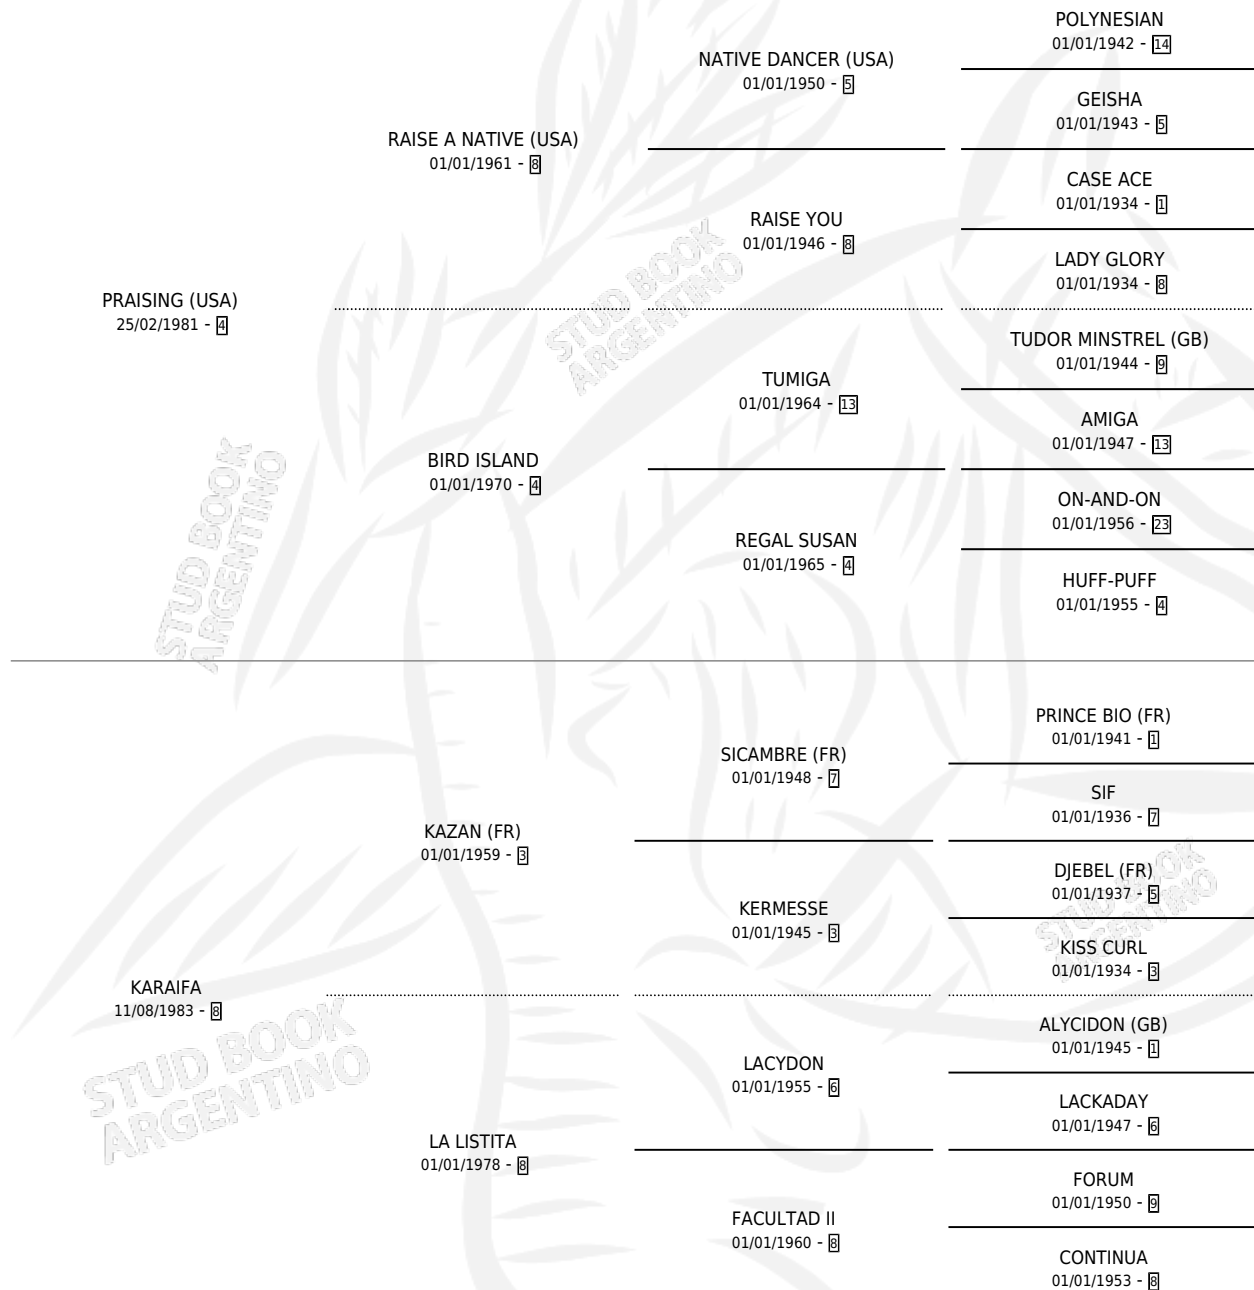 POLYNESIAN
01/01/1942 - 14
NATIVE DANCER (USA)
01/01/1950 - 5
GEISHA
01/01/1943 - 5
RAISE A NATIVE (USA)
01/01/1961 - 8
CASE ACE
01/01/1934 - 1
RAISE YOU
01/01/1946 - 8
LADY GLORY
01/01/1934 - 8
PRAISING (USA)
25/02/1981 - 4
TUDOR MINSTREL (GB)
01/01/1944 - 9
TUMIGA
01/01/1964 - 13
AMIGA
01/01/1947 - 13
BIRD ISLAND
01/01/1970 - 4
ON-AND-ON
01/01/1956 - 23
REGAL SUSAN
01/01/1965 - 4
HUFF-PUFF
01/01/1955 - 4
PRINCE BIO (FR)
01/01/1941 - 1
SICAMBRE (FR)
01/01/1948 - 7
SIF
01/01/1936 - 7
KAZAN (FR)
01/01/1959 - 3
DJEBEL (FR)
01/01/1937 - 5
KERMESSE
01/01/1945 - 3
KISS CURL
01/01/1934 - 3
KARAIFA
11/08/1983 - 8
ALYCIDON (GB)
01/01/1945 - 1
LACYDON
01/01/1955 - 6
LACKADAY
01/01/1947 - 6
LA LISTITA
01/01/1978 - 8
FORUM
01/01/1950 - 9
FACULTAD II
01/01/1960 - 8
CONTINUA
01/01/1953 - 8
STUD BOOK
ARGENTINO
STUD BOOK
ARGENTINO
STUD BOOK
ARGENTINO
STUD BOOK
ARGENTINO